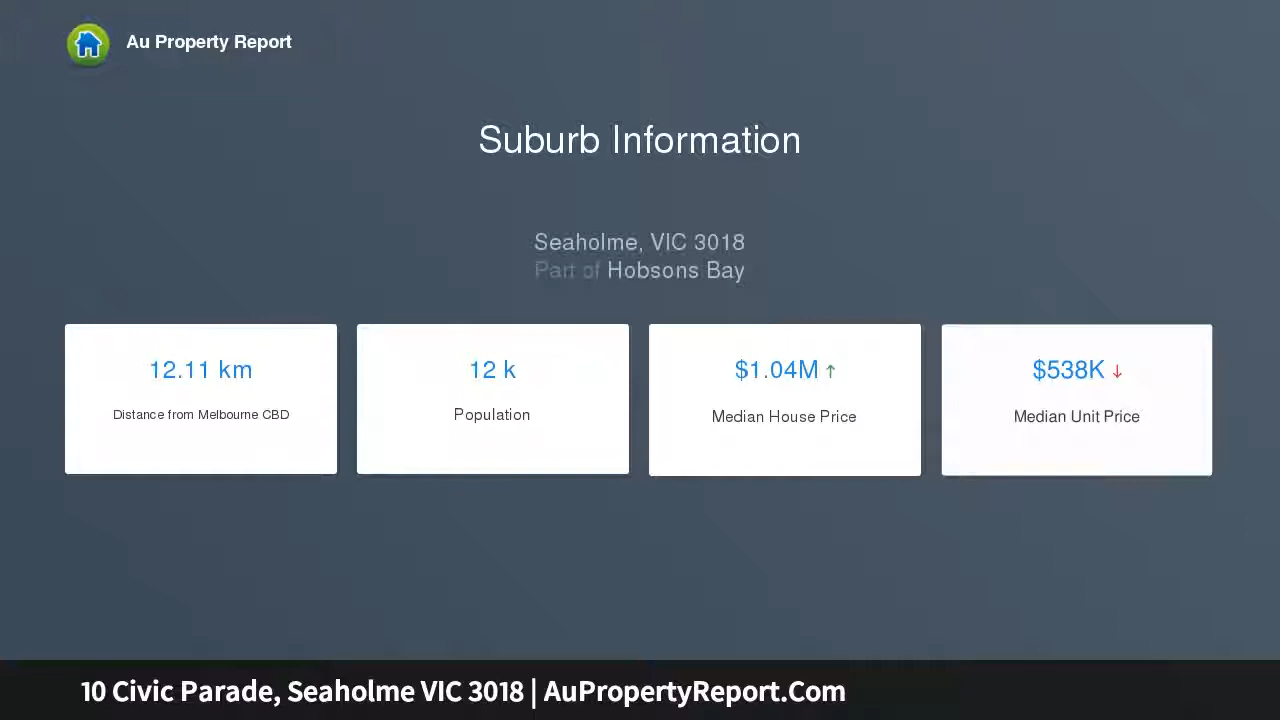 Au Property Report
Suburb Information
Seaholme, VIC 3018
Part of Hobsons Bay
12.11 km
Distance from Melbourne CBD
12 k
Population
$1.04M ↑
Median House Price
$538K ↓
Median Unit Price
10 Civic Parade, Seaholme VIC 3018 | AuPropertyReport.Com